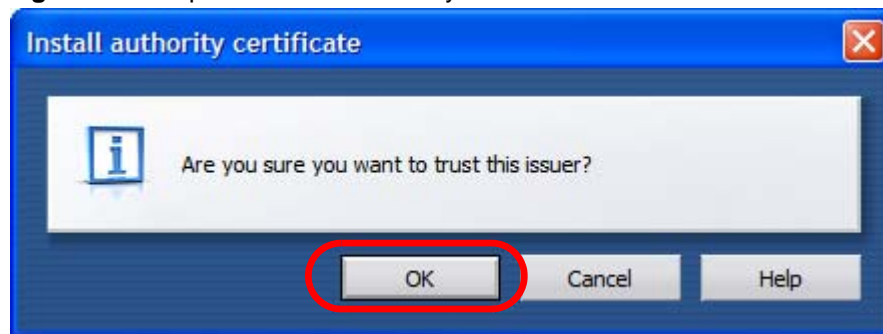 Install authority certificate
Are you sure you want to trust this issuer?
OK
Cancel
Help